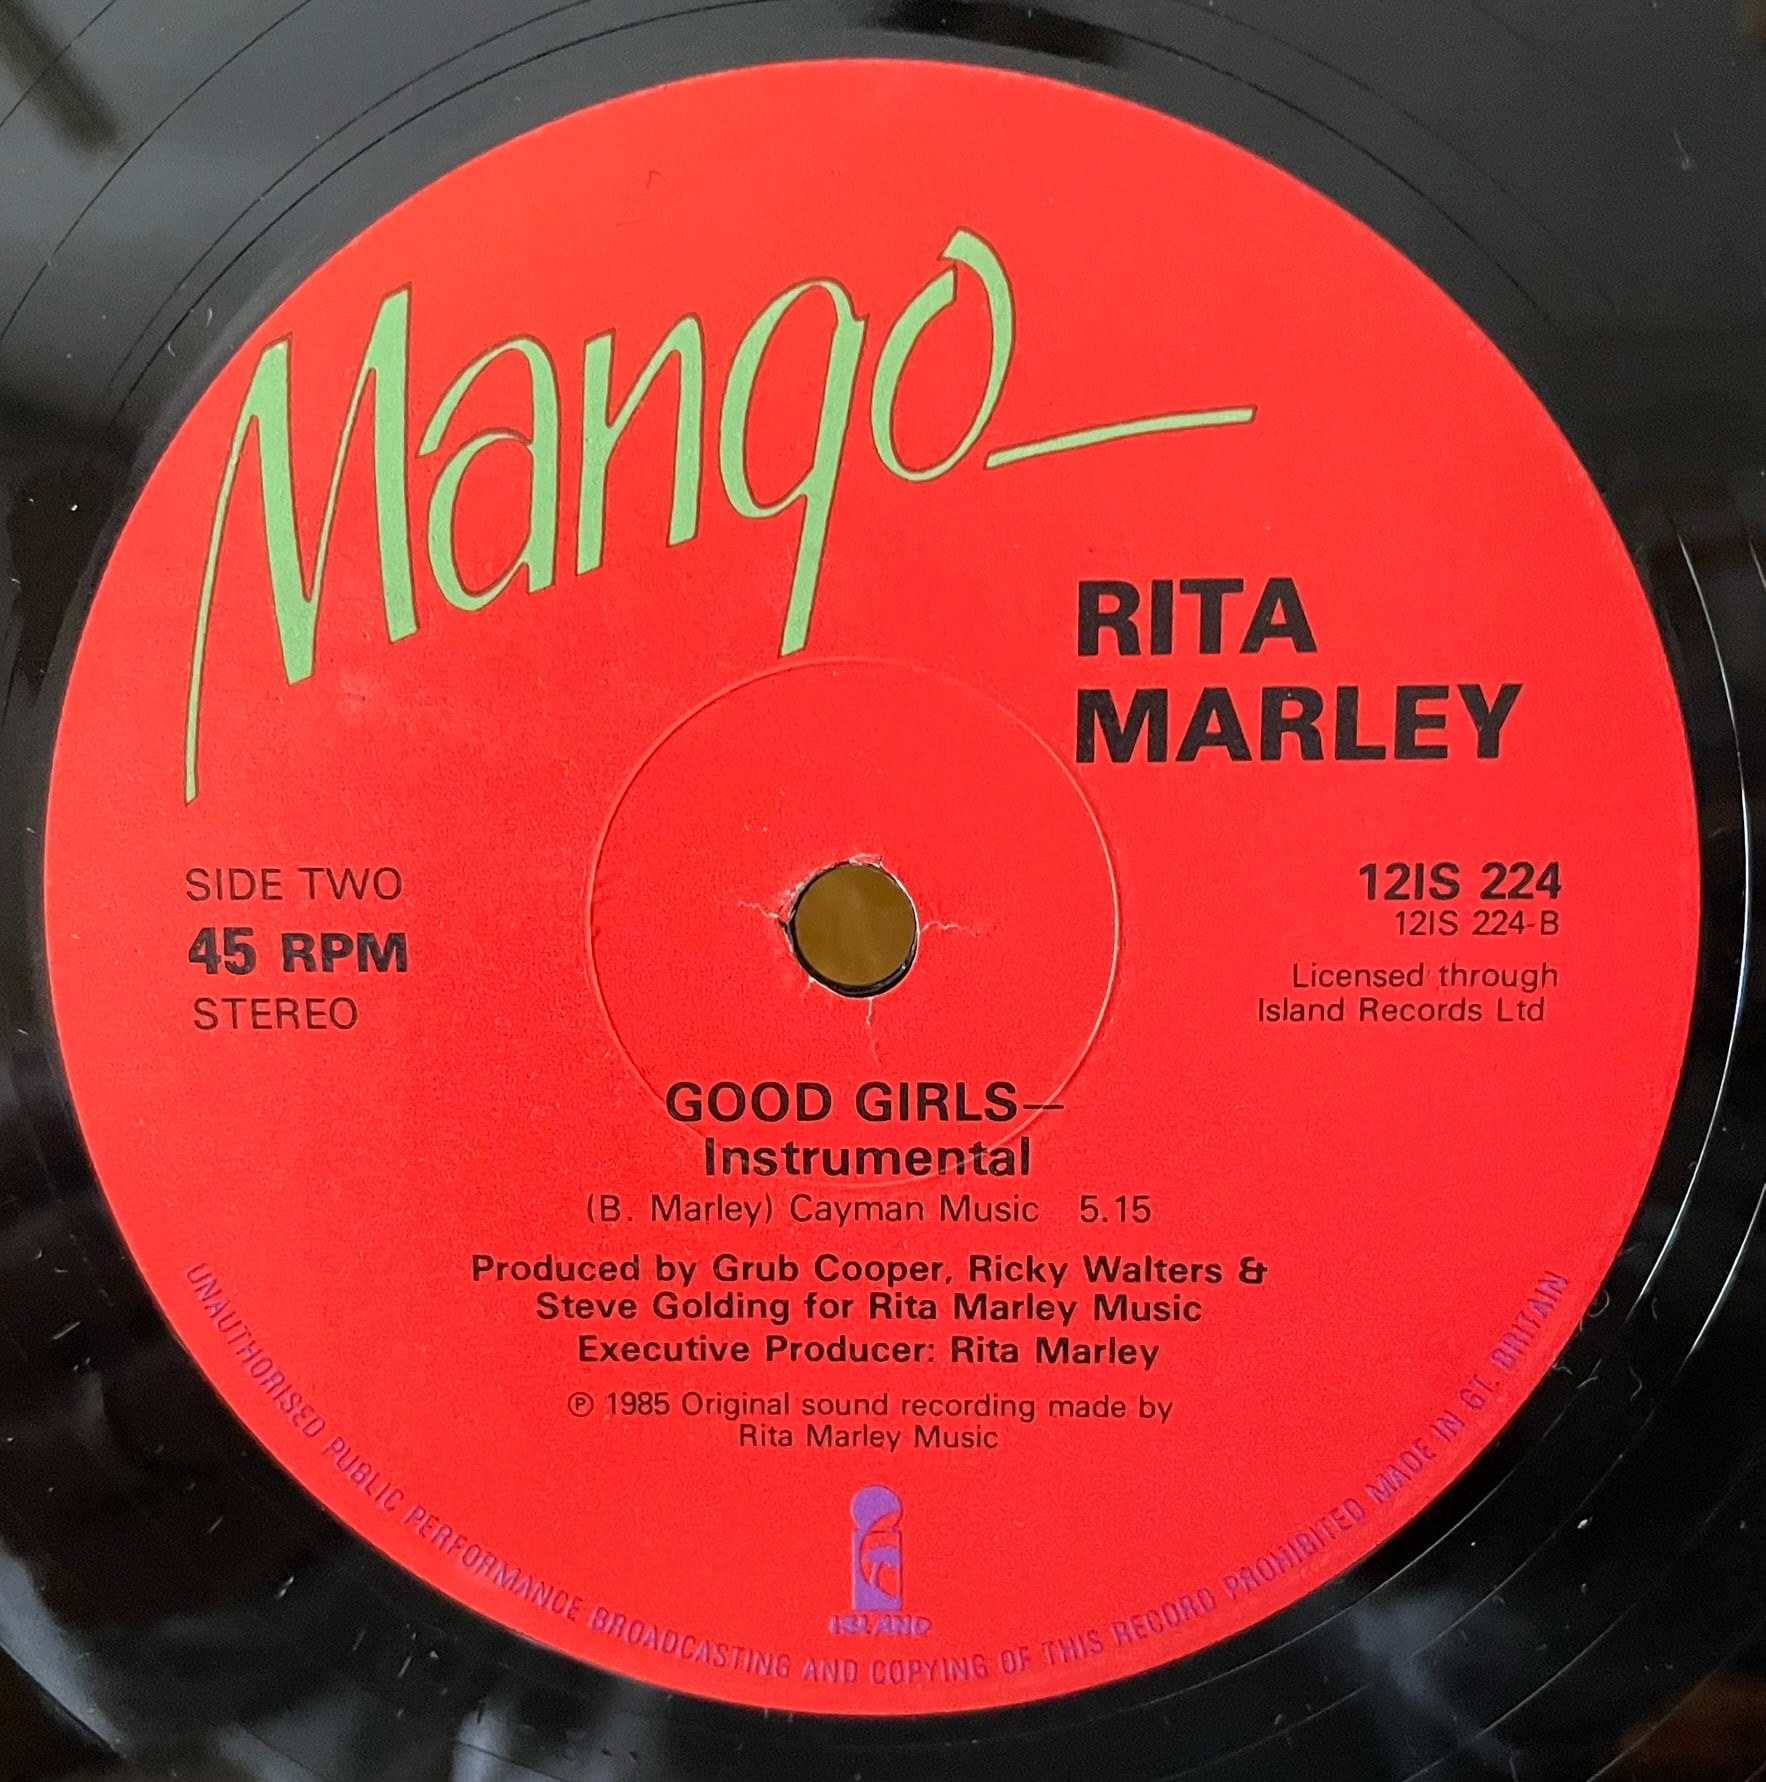 Mango
RITA
MARLEY
SIDE TWO
45 RPM
STEREO
12IS 224
12IS 224-B
Licensed through
Island Records Ltd
GOOD GIRLS—
Instrumental
(B. Marley) Cayman Music 5.15
Produced by Grub Cooper, Ricky Walters &
Steve Golding for Rita Marley Music
Executive Producer: Rita Marley
℗ 1985 Original sound recording made by
Rita Marley Music
ISLAND
UNAUTHORISED PUBLIC PERFORMANCE BROADCASTING AND COPYING OF THIS RECORD PROHIBITED MADE IN GT. BRITAIN